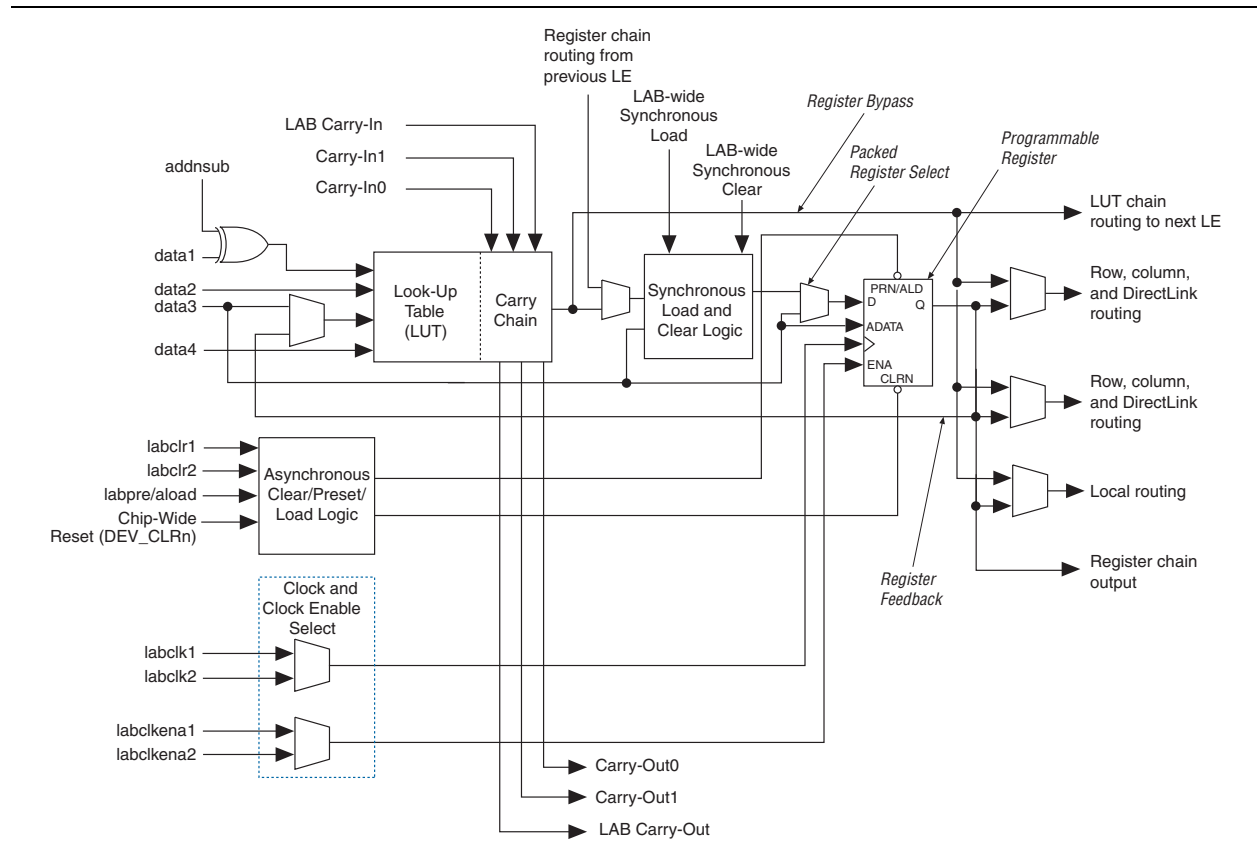 Register chain
routing from
previous LE
LAB-wide
Synchronous
Load
Register Bypass
LAB Carry-In
Carry-In1
Carry-In0
LAB-wide
Synchronous
Clear
Packed
Register Select
Programmable
Register
addnsub
LUT chain
routing to next LE
data1
data2
data3
data4
Look-Up
Table
(LUT)
Carry
Chain
Synchronous
Load and
Clear Logic
PRN/ALD
D
Q
ADATA
ENA
CLRN
Row, column,
and DirectLink
routing
Row, column,
and DirectLink
routing
labclr1
labclr2
labpre/aload
Chip-Wide
Reset (DEV_CLRn)
Asynchronous
Clear/Preset/
Load Logic
Local routing
Register
Feedback
Register chain
output
Clock and
Clock Enable
Select
labclk1
labclk2
labclkena1
labclkena2
Carry-Out0
Carry-Out1
LAB Carry-Out